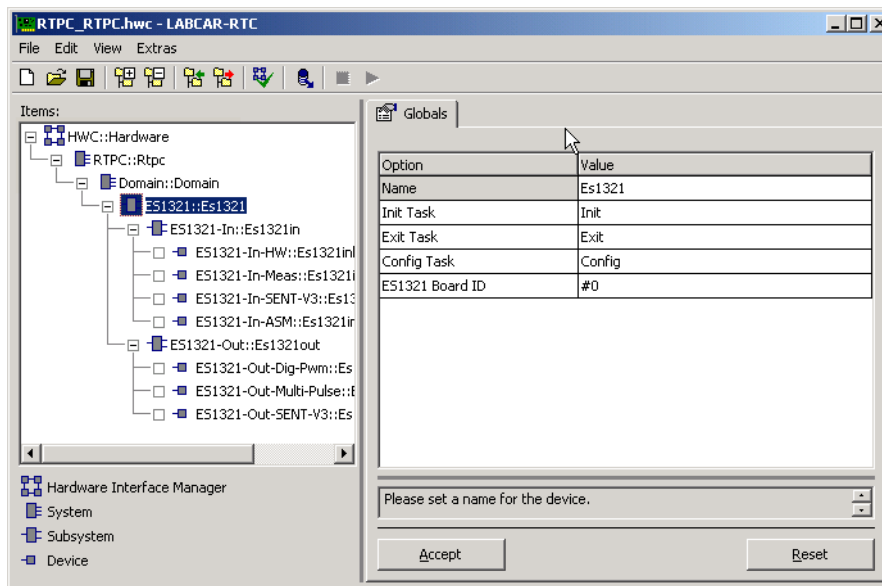 RTPC_RTPC.hwc - LABCAR-RTC
File Edit View Extras
Items:
HWC::Hardware
RTPC::Rtpc
Domain::Domain
ES1321::Es1321
ES1321-In::Es1321in
ES1321-In-HW::Es1321in
ES1321-In-Meas::Es1321i
ES1321-In-SENT-V3::Es13
ES1321-In-ASM::Es1321in
ES1321-Out::Es1321out
ES1321-Out-Dig-Pwm::Es
ES1321-Out-Multi-Pulse::E
ES1321-Out-SENT-V3::Es
Hardware Interface Manager
System
Subsystem
Device
Globals
Option Value
Name Es1321
Init Task Init
Exit Task Exit
Config Task Config
ES1321 Board ID #0
Please set a name for the device.
Accept Reset